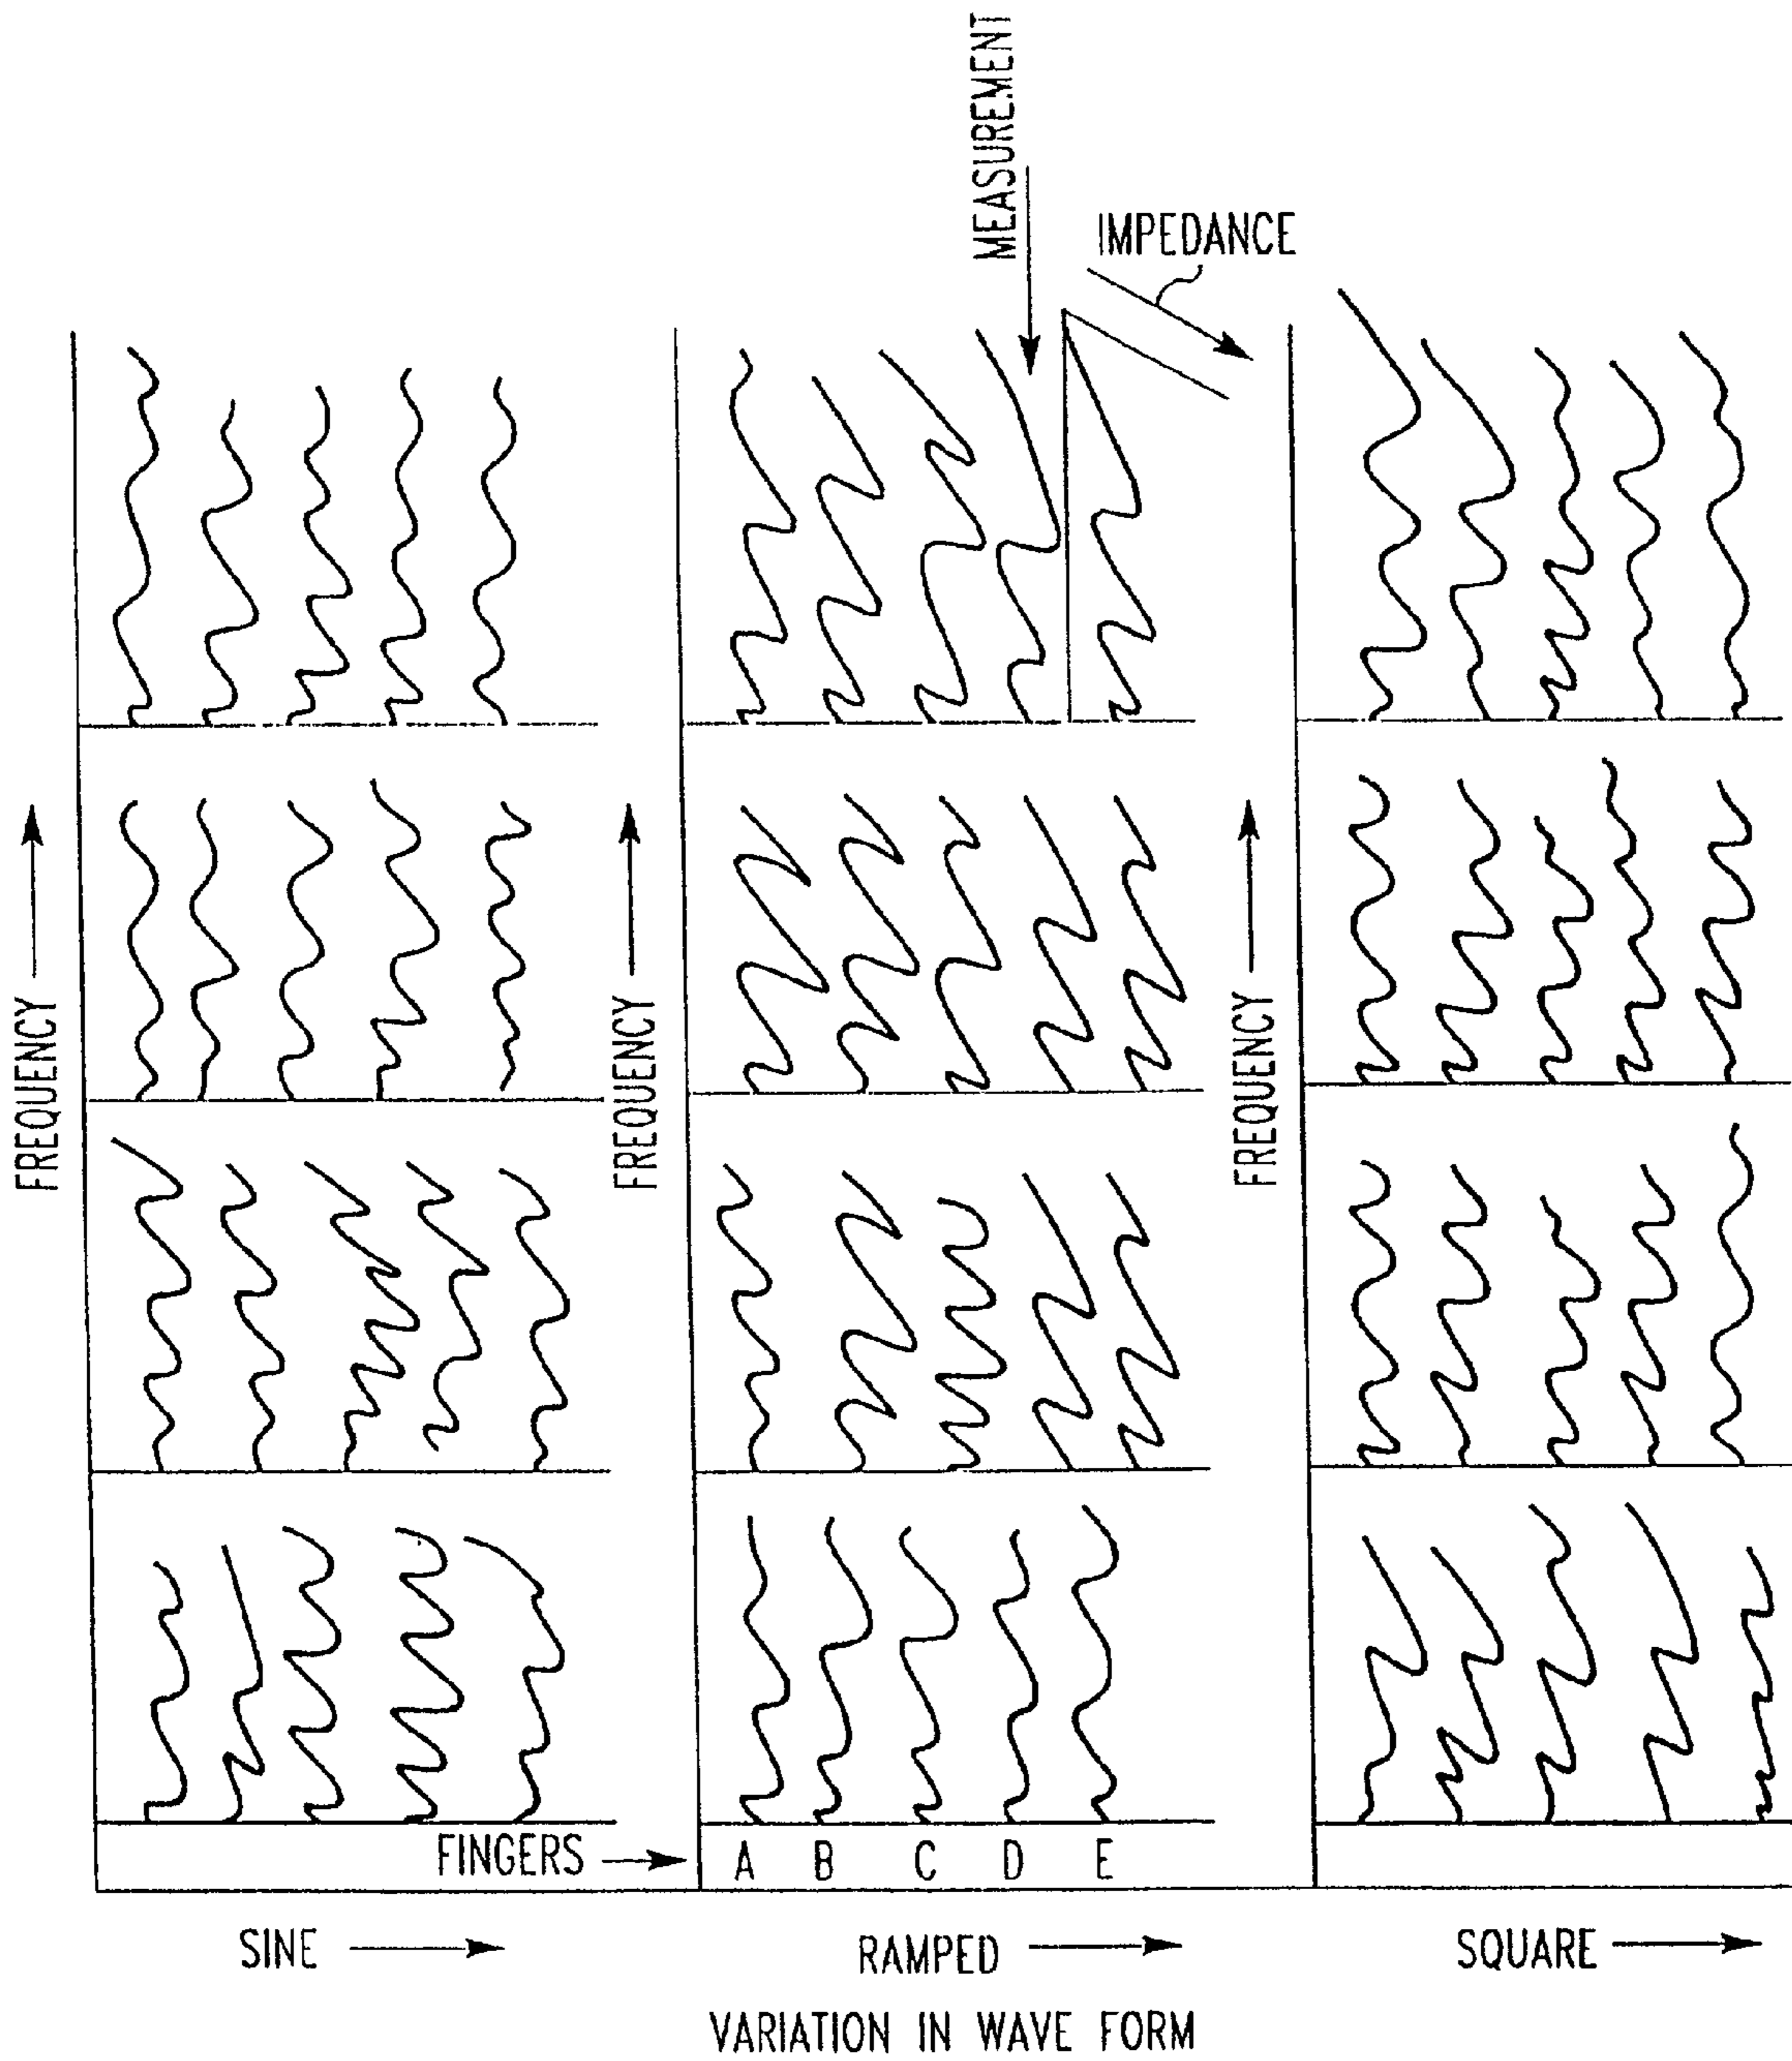 MEASUREMENT
IMPEDANCE
FREQUENCY
FREQUENCY
FREQUENCY
FINGERS
A B C D E
SINE
RAMPED
SQUARE
VARIATION IN WAVE FORM